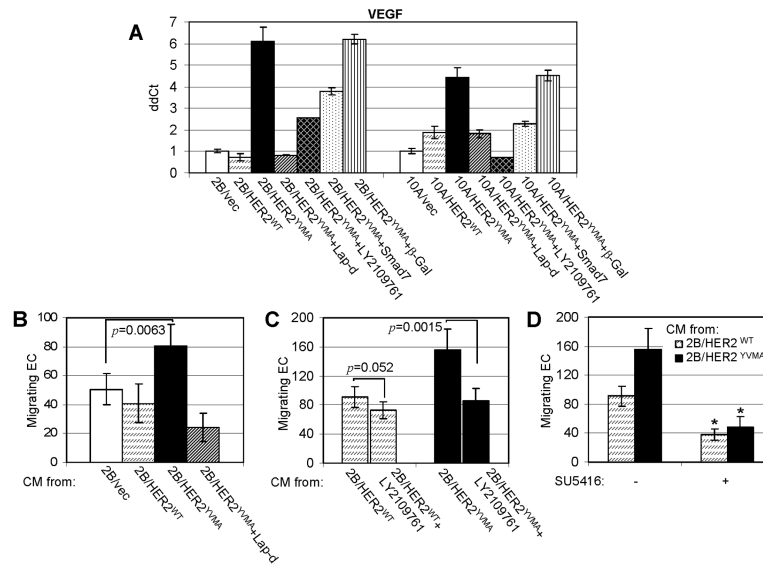 VEGF
A
ddCt
7
6
5
4
3
2
1
0
2B/vec
2B/HER2WT
2B/HER2YVMA
2B/HER2YVMA+Lap-d
2B/HER2YVMA+LY2109761
2B/HER2YVMA+Smad7
2B/HER2YVMA+β-Gal
10A/vec
10A/HER2WT
10A/HER2YVMA
10A/HER2YVMA+Lap-d
10A/HER2YVMA+LY2109761
10A/HER2YVMA+Smad7
10A/HER2YVMA+β-Gal
B
Migrating EC
100
80
60
40
20
0
p=0.0063
CM from:
2B/vec
2B/HER2WT
2B/HER2YVMA
2B/HER2YVMA+Lap-d
C
Migrating EC
200
160
120
80
40
0
p=0.052
p=0.0015
CM from:
2B/HER2WT
2B/HER2WT+
LY2109761
2B/HER2YVMA
2B/HER2YVMA+
LY2109761
D
Migrating EC
200
160
120
80
40
0
CM from:
2B/HER2 WT
2B/HER2 YVMA
*
*
SU5416:
-
+